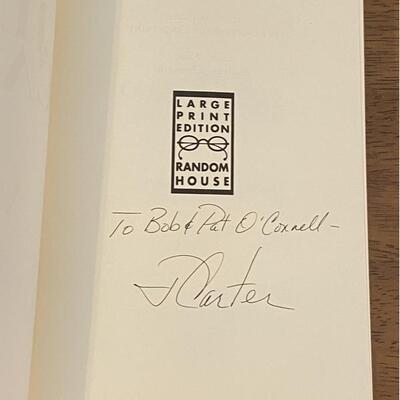 LARGE
PRINT
EDITION
RANDOM
HOUSE
To Bob & Pat O'Connell -
J Carter